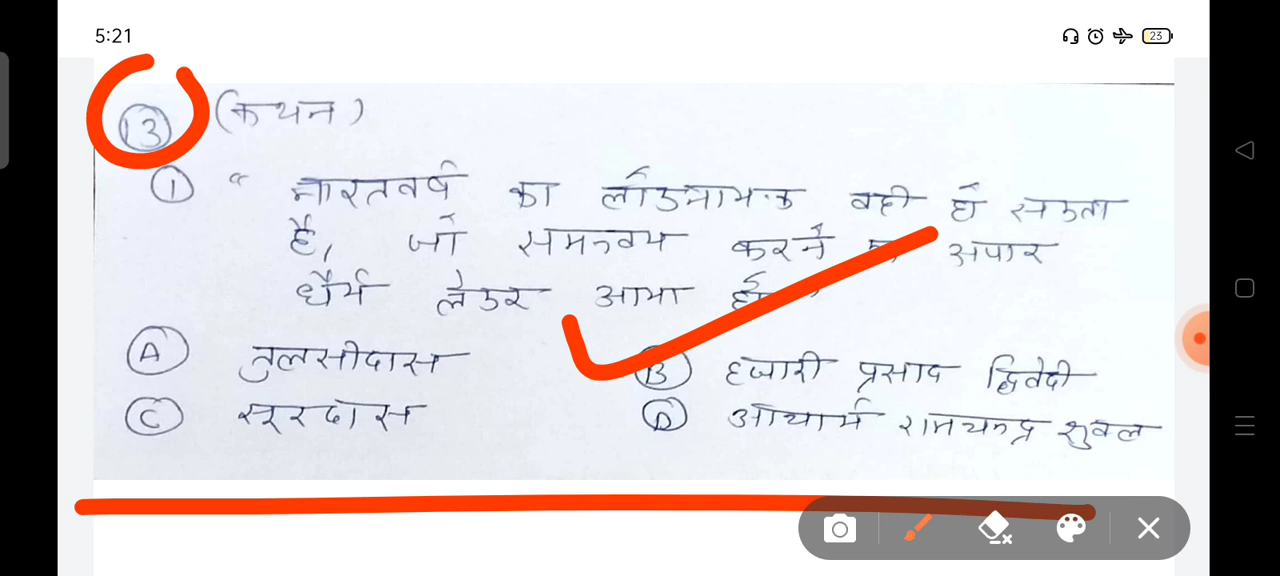 5:21
23
13 (कथन)
1 " भारतवर्ष का लोकनायक वही हो सकता
है, जो समन्वय करने का अपार
धैर्य लेकर आया हो"
A तुलसीदास B हजारी प्रसाद द्विवेदी
C सूरदास D आचार्य रामचन्द्र शुक्ल